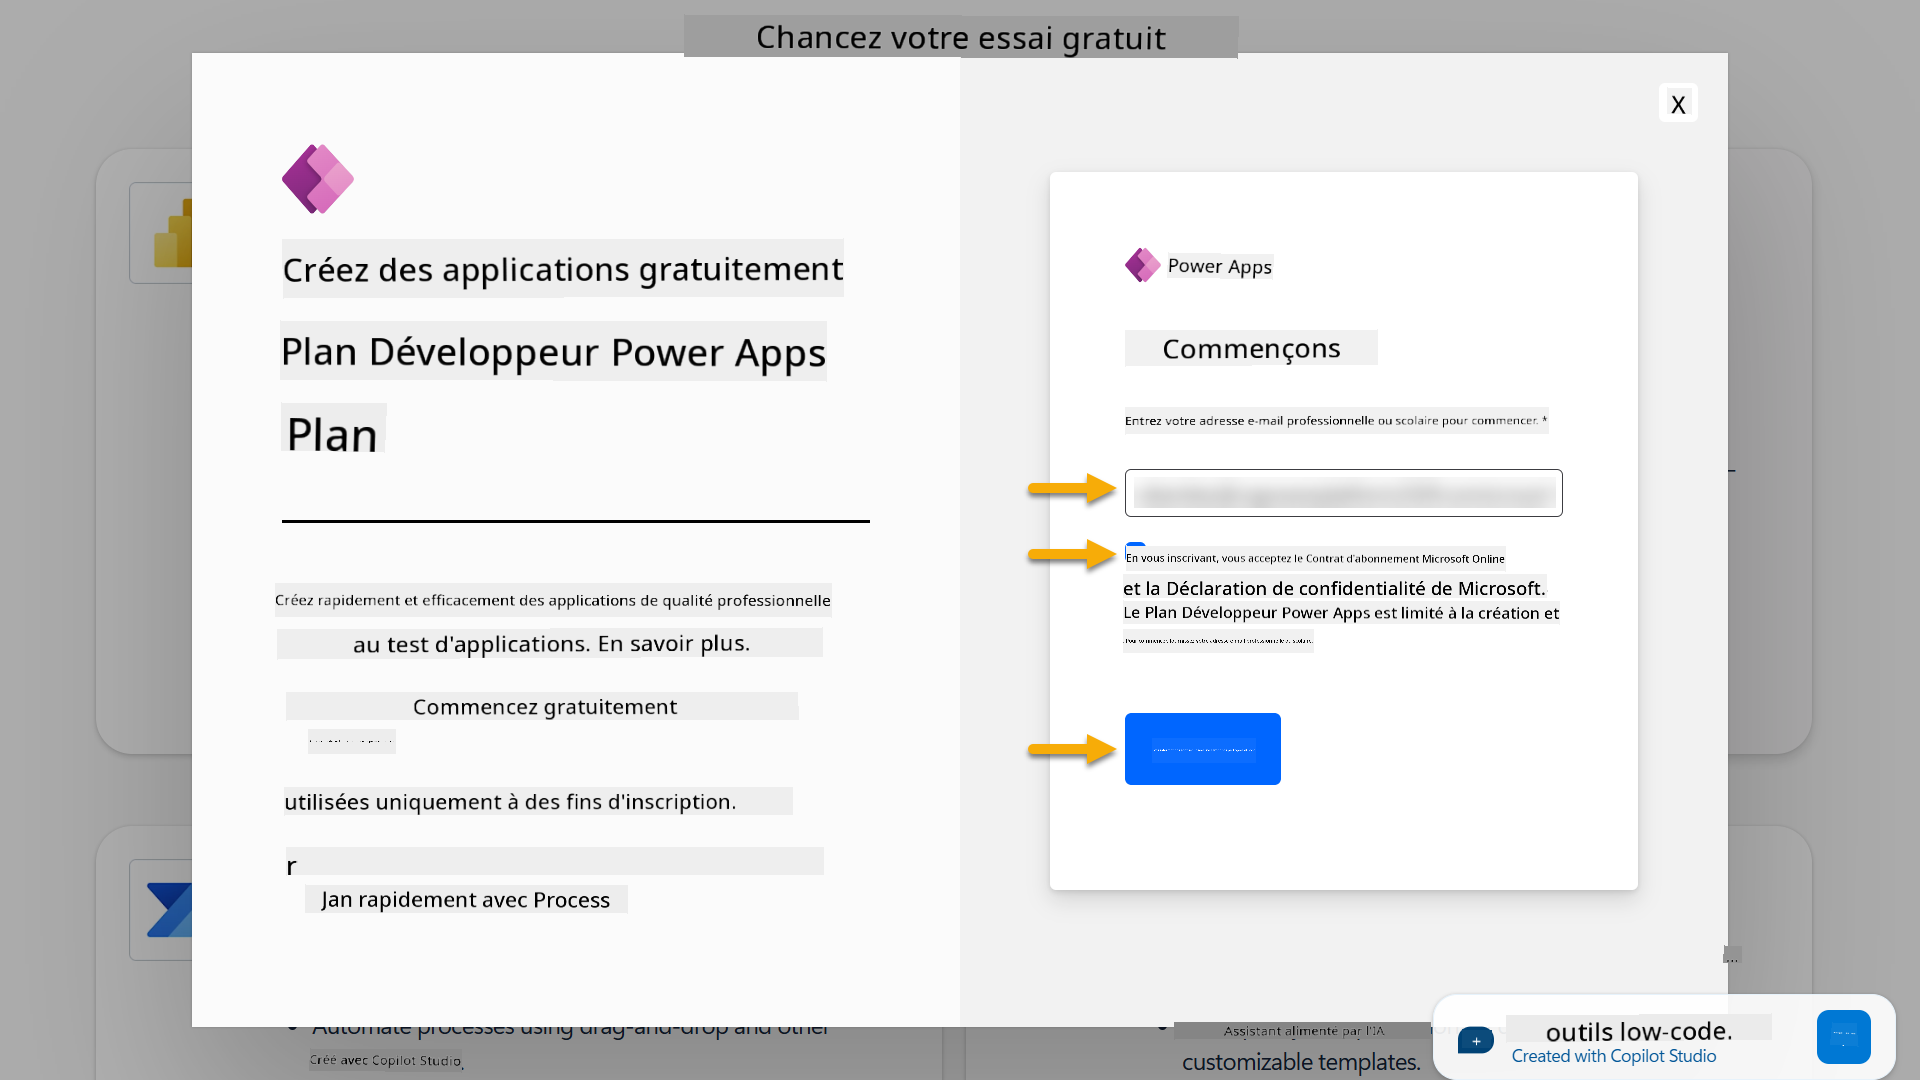 Chancez votre essai gratuit
X
Créez des applications gratuitement
Plan Développeur Power Apps
Plan
Créez rapidement et efficacement des applications de qualité professionnelle
au test d'applications. En savoir plus.
Commencez gratuitement
utilisées uniquement à des fins d'inscription.
r
Jan rapidement avec Process
Power Apps
Commençons
Entrez votre adresse e-mail professionnelle ou scolaire pour commencer. *
En vous inscrivant, vous acceptez le Contrat d'abonnement Microsoft Online
et la Déclaration de confidentialité de Microsoft.
Le Plan Développeur Power Apps est limité à la création et
Automate processes using drag-and-drop and other
Créé avec Copilot Studio,
Assistant alimenté par l'IA
customizable templates.
...
outils low-code.
Created with Copilot Studio